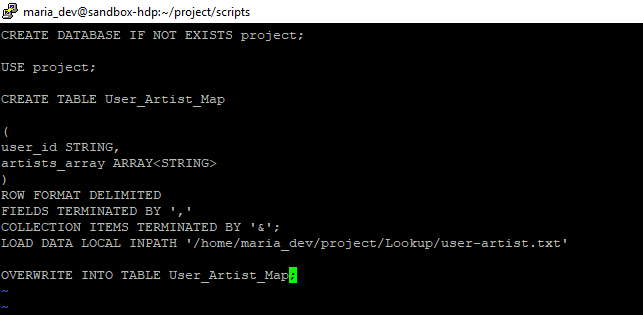 maria_dev@sandbox-hdp:~/project/scripts
CREATE DATABASE IF NOT EXISTS project;
USE project;
CREATE TABLE User_Artist_Map
(
user_id STRING,
artists_array ARRAY<STRING>
)
ROW FORMAT DELIMITED
FIELDS TERMINATED BY ','
COLLECTION ITEMS TERMINATED BY '&';
LOAD DATA LOCAL INPATH '/home/maria_dev/project/Lookup/user-artist.txt'
OVERWRITE INTO TABLE User_Artist_Map;
~
~